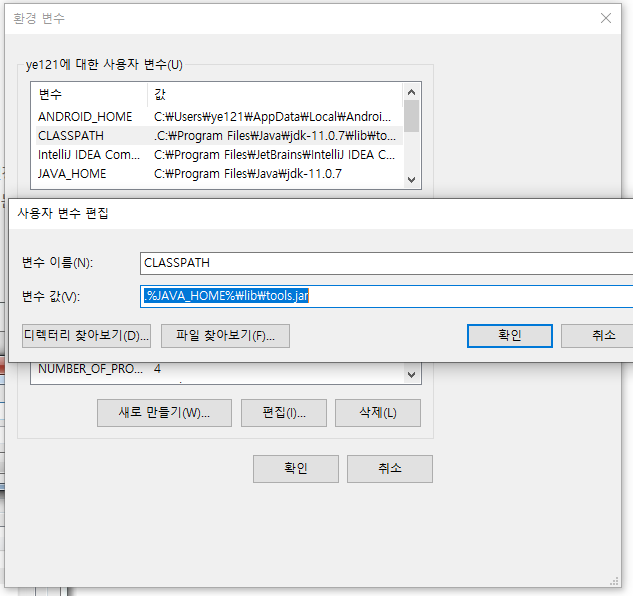 환경 변수
ye121에 대한 사용자 변수(U)
변수 값
ANDROID_HOME C:₩Users₩ye121₩AppData₩Local₩Androi...
CLASSPATH .C:₩Program Files₩Java₩jdk-11.0.7₩lib₩to...
IntelliJ IDEA Com... C:₩Program Files₩JetBrains₩IntelliJ IDEA C...
JAVA_HOME C:₩Program Files₩Java₩jdk-11.0.7
사용자 변수 편집
변수 이름(N): CLASSPATH
변수 값(V): .%JAVA_HOME%₩lib₩tools.jar
디렉터리 찾아보기(D)... 파일 찾아보기(F)... 확인 취소
NUMBER_OF_PRO... 4
새로 만들기(W)... 편집(I)... 삭제(L)
확인 취소